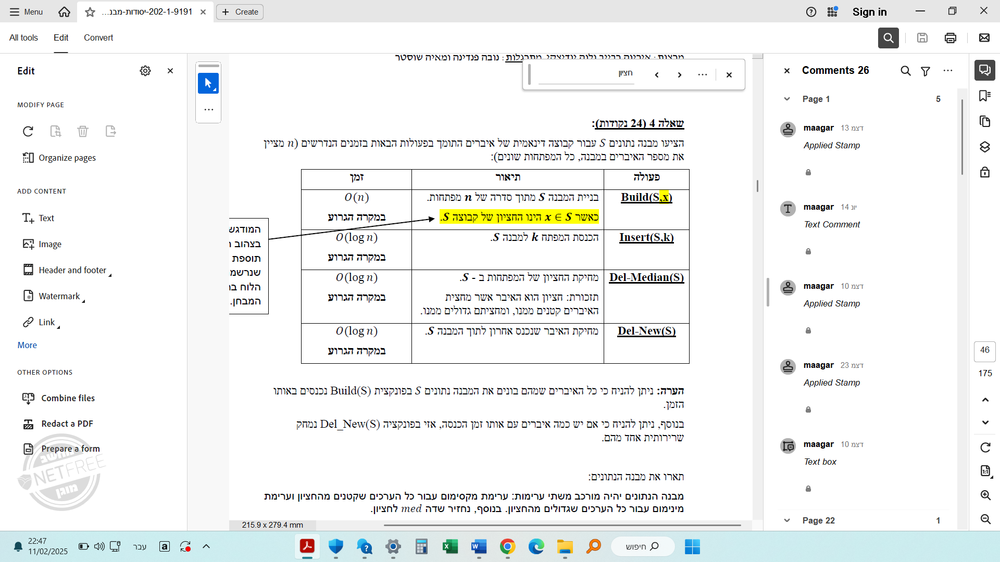 Menu
202-1-9191-יסודות-מבנ...
Create
Sign in
All tools
Edit
Convert
Edit
MODIFY PAGE
Organize pages
ADD CONTENT
Text
Image
Header and footer
Watermark
Link
More
OTHER OPTIONS
Combine files
Redact a PDF
Prepare a form
מחשב
NETFREE
מוגן
נובה פנדינה ומאיה שוסטר
חציון
שאלה 4 (24 נקודות):
הציעו מבנה נתונים S עבור קבוצה דינאמית של איברים התומך בפעולות הבאות בזמנים הנדרשים (n מציין
את מספר האיברים במבנה, כל המפתחות שונים):
פעולה תיאור זמן
Build(S,x) בניית המבנה S מתוך סדרה של n מפתחות. O(n)
כאשר x ∈ S הינו החציון של קבוצה S. במקרה הגרוע
Insert(S,k) הכנסת המפתח k למבנה S. O(log n)
במקרה הגרוע
Del-Median(S) מחיקת החציון של המפתחות ב - S. O(log n)
תזכורת: חציון הוא האיבר אשר מחצית במקרה הגרוע
האיברים קטנים ממנו, ומחציתם גדולים ממנו.
Del-New(S) מחיקת האיבר שנכנס אחרון לתוך המבנה S. O(log n)
במקרה הגרוע
המודגש
בצהוב
תוספת
שנרשמ
הלוח בו
המבחן.
הערה: ניתן להניח כי כל האיברים שמהם בונים את המבנה נתונים S בפונקצית Build(S) נכנסים באותו
הזמן.
בנוסף, ניתן להניח כי אם יש כמה איברים עם אותו זמן הכנסה, אזי בפונקציה Del_New(S) נמחק
שרירותית אחד מהם.
תארו את מבנה הנתונים:
מבנה הנתונים יהיה מורכב משתי ערימות: ערימת מקסימום עבור כל הערכים שקטנים מהחציון וערימת
מינימום עבור כל הערכים שגדולים מהחציון. בנוסף, נחזיר שדה med לחציון.
215.9 x 279.4 mm
Comments 26
Page 1 5
maagar 13 דצמ
Applied Stamp
maagar 14 יונ
Text Comment
maagar 10 דצמ
Applied Stamp
maagar 23 דצמ
Applied Stamp
maagar 10 דצמ
Text box
Page 22 1
46
175
22:47
11/02/2025
עבר
חיפוש